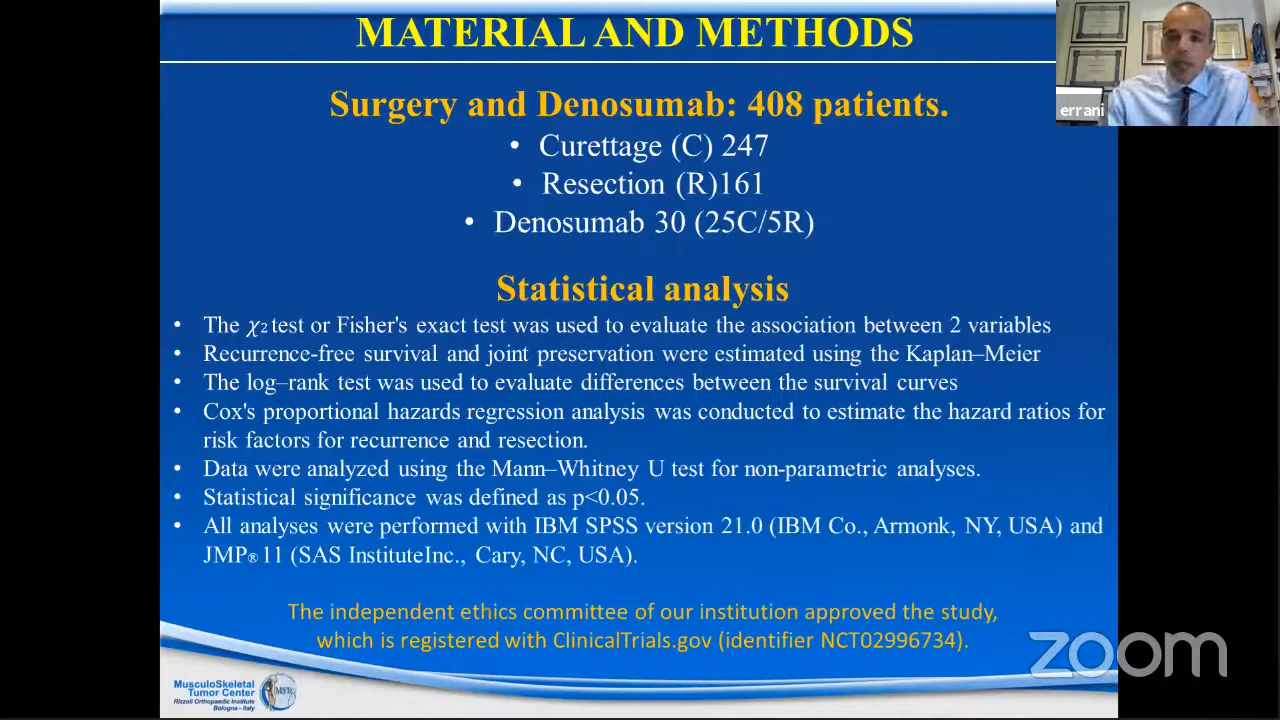 MATERIAL AND METHODS
Surgery and Denosumab: 408 patients.
• Curettage (C) 247
• Resection (R)161
• Denosumab 30 (25C/5R)
Statistical analysis
• The χ2 test or Fisher's exact test was used to evaluate the association between 2 variables
• Recurrence-free survival and joint preservation were estimated using the Kaplan–Meier
• The log–rank test was used to evaluate differences between the survival curves
• Cox's proportional hazards regression analysis was conducted to estimate the hazard ratios for
risk factors for recurrence and resection.
• Data were analyzed using the Mann–Whitney U test for non-parametric analyses.
• Statistical significance was defined as p<0.05.
• All analyses were performed with IBM SPSS version 21.0 (IBM Co., Armonk, NY, USA) and
JMP® 11 (SAS InstituteInc., Cary, NC, USA).
The independent ethics committee of our institution approved the study,
which is registered with ClinicalTrials.gov (identifier NCT02996734).
MusculoSkeletal
Tumor Center
Rizzoli Orthopaedic Institute
Bologna - Italy
MSTC
errani
zoom